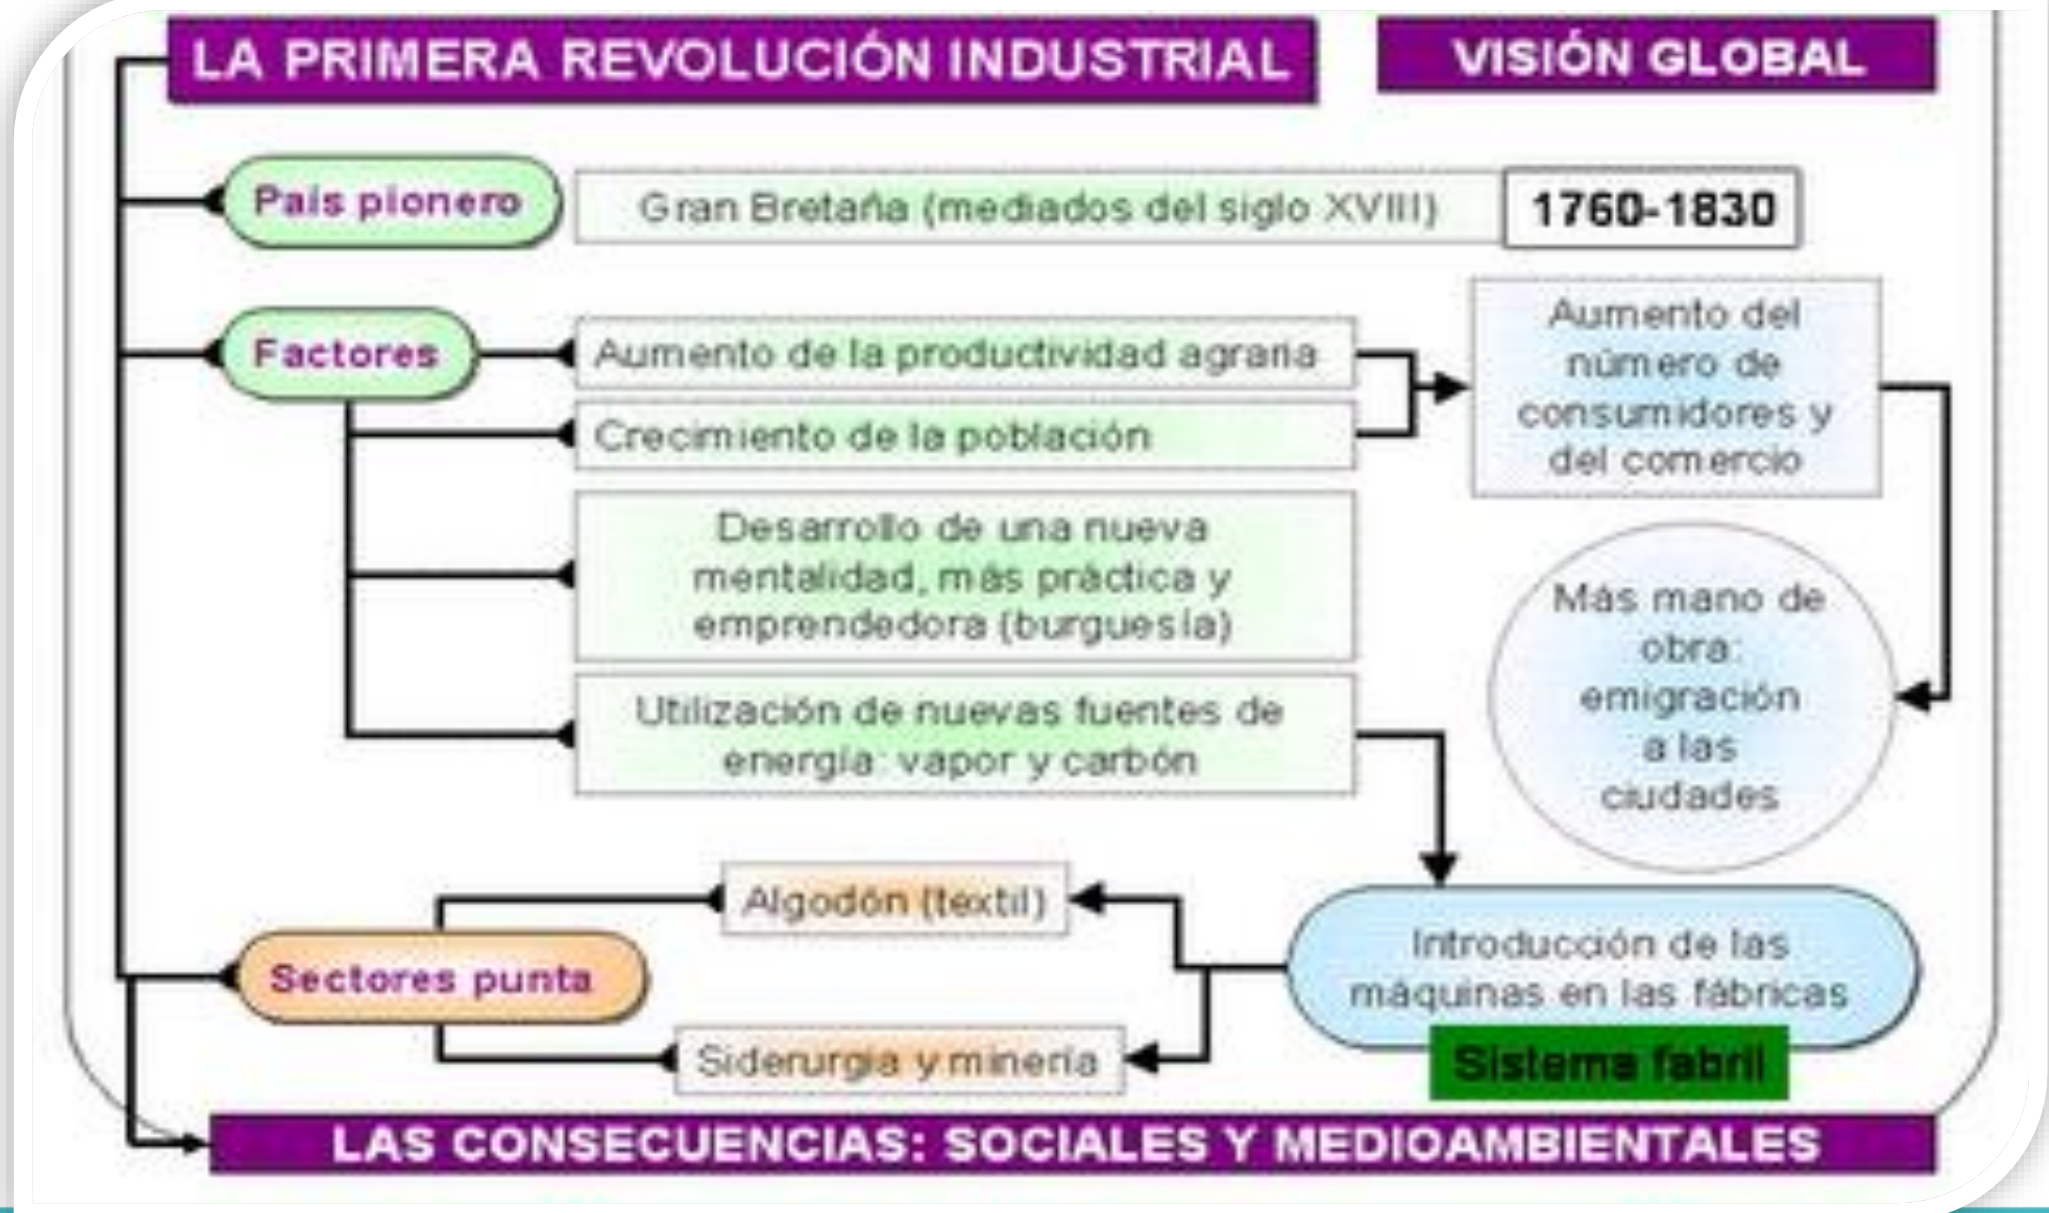 LA PRIMERA REVOLUCIÓN INDUSTRIAL
VISIÓN GLOBAL
País pionero
Gran Bretaña (mediados del siglo XVIII)
1760-1830
Factores
Aumento de la productividad agraria
Crecimiento de la población
Aumento del
número de
consumidores y
del comercio
Desarrollo de una nueva
mentalidad, más práctica y
emprendedora (burguesía)
Más mano de
obra:
emigración
a las
ciudades
Utilización de nuevas fuentes de
energía: vapor y carbón
Algodón (textil)
Sectores punta
Introducción de las
máquinas en las fábricas
Siderurgia y minería
Sistema fabril
LAS CONSECUENCIAS: SOCIALES Y MEDIOAMBIENTALES